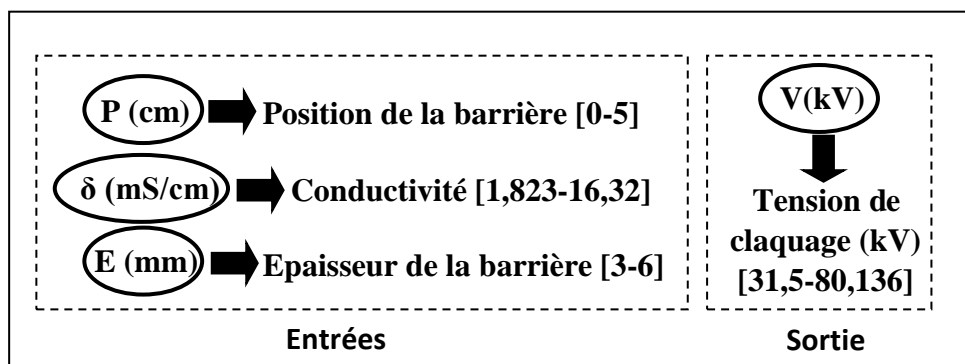 P (cm) Position de la barrière [0-5]
δ (mS/cm) Conductivité [1,823-16,32]
E (mm) Epaisseur de la barrière [3-6]
Entrées
V(kV)
Tension de
claquage (kV)
[31,5-80,136]
Sortie